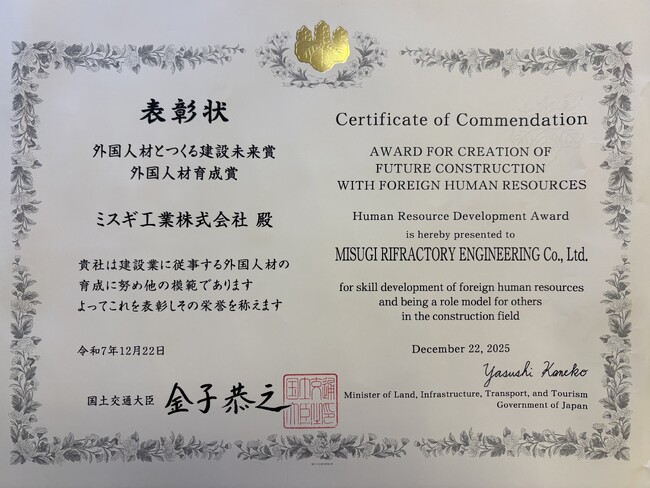 表彰状
外国人材とつくる建設未来賞
外国人材育成賞
ミスギ工業株式会社 殿
貴社は建設業に従事する外国人材の
育成に努め他の模範であります
よってこれを表彰しその栄誉を称えます
令和7年12月22日
国土交通大臣 金子恭之
Certificate of Commendation
AWARD FOR CREATION OF
FUTURE CONSTRUCTION
WITH FOREIGN HUMAN RESOURCES
Human Resource Development Award
is hereby presented to
MISUGI RIFRACTORY ENGINEERING Co., Ltd.
for skill development of foreign human resources
and being a role model for others
in the construction field
December 22, 2025
Yasushi Kaneko
Minister of Land, Infrastructure, Transport, and Tourism
Government of Japan